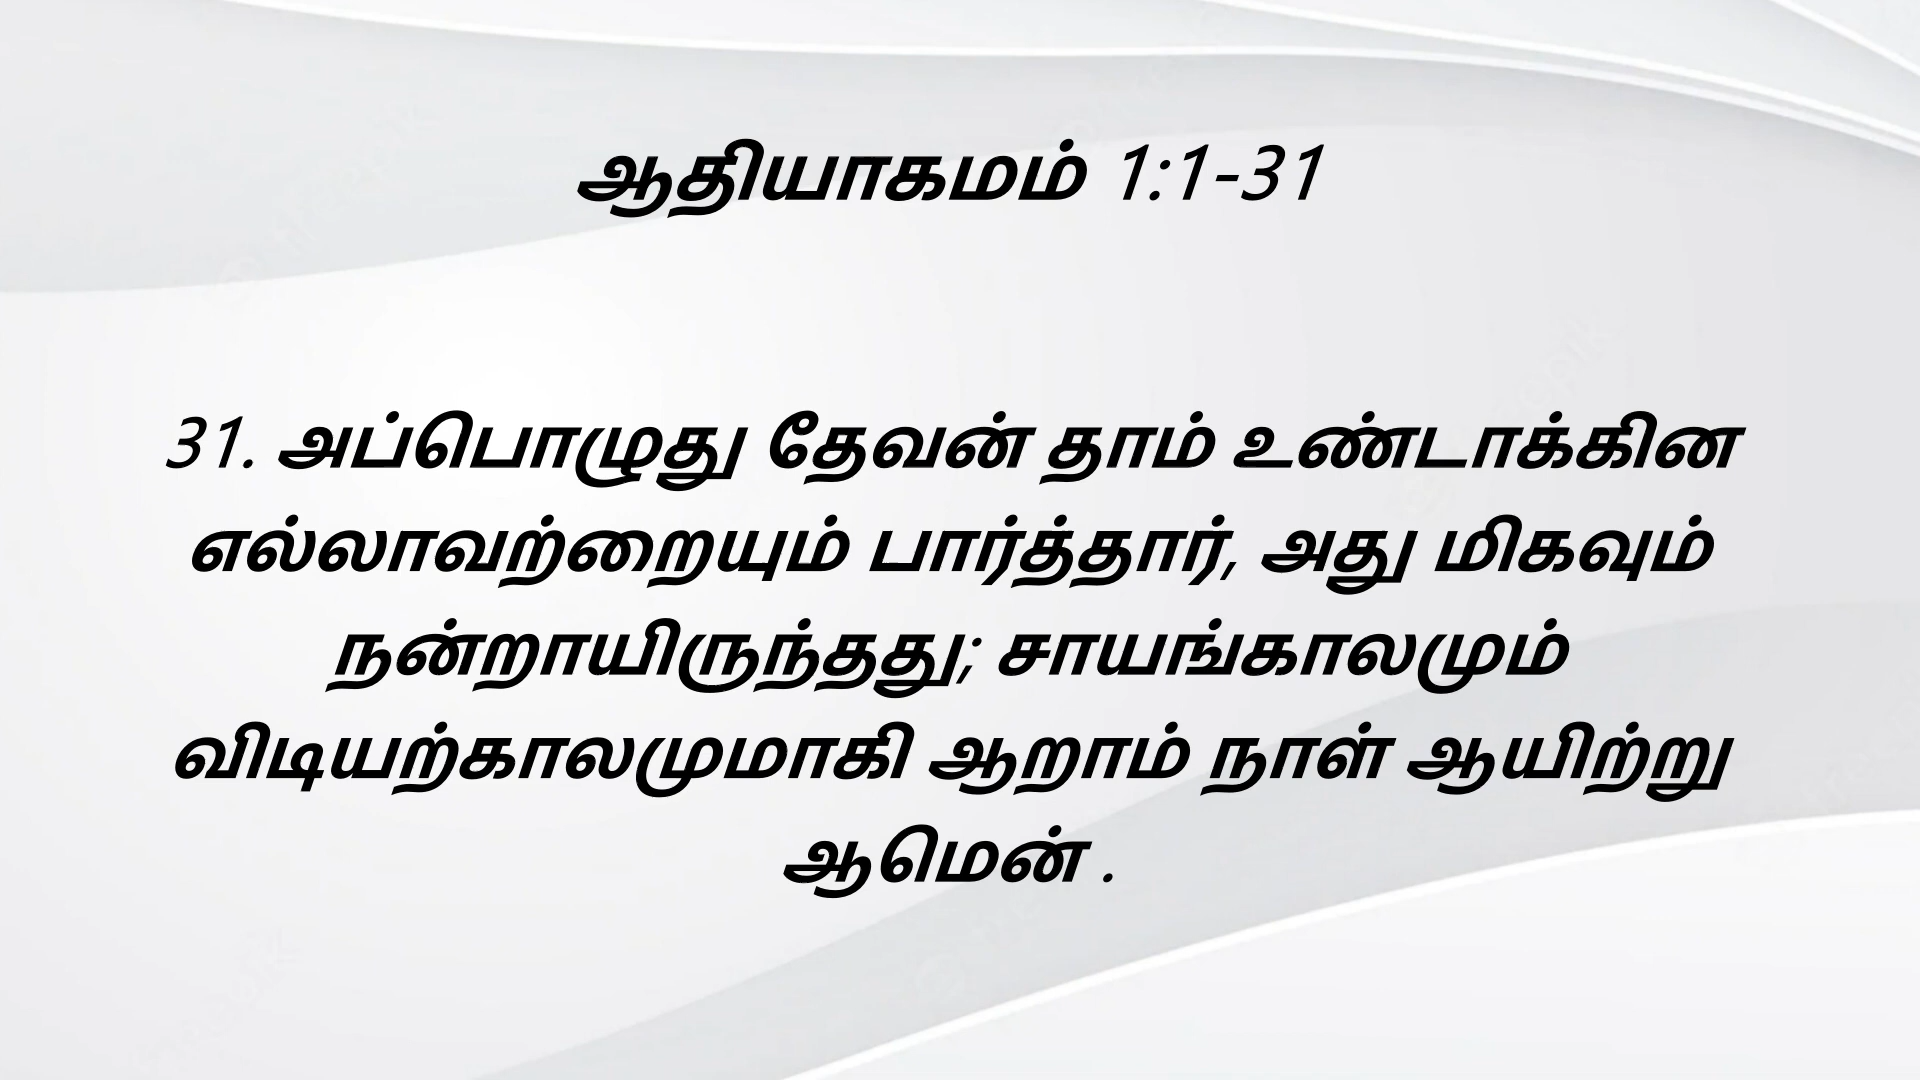 ஆதியாகமம் 1:1-31
31. அப்பொழுது தேவன் தாம் உண்டாக்கின
எல்லாவற்றையும் பார்த்தார், அது மிகவும்
நன்றாயிருந்தது; சாயங்காலமும்
விடியற்காலமுமாகி ஆறாம் நாள் ஆயிற்று
ஆமென் .